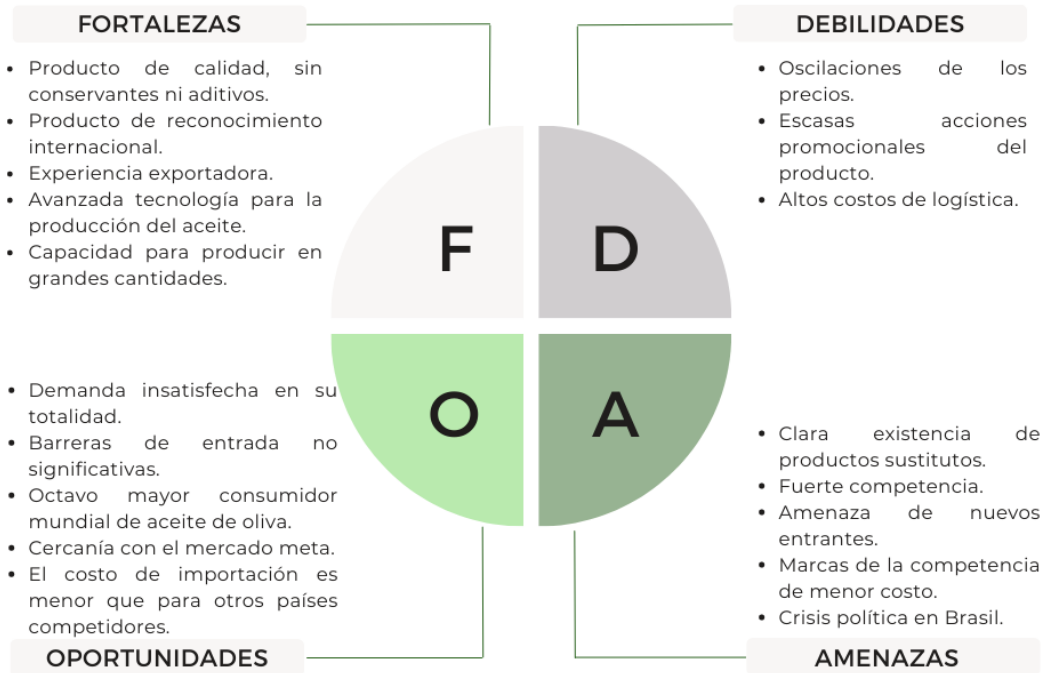 FORTALEZAS
• Producto de calidad, sin
conservantes ni aditivos.
• Producto de reconocimiento
internacional.
• Experiencia exportadora.
• Avanzada tecnología para la
producción del aceite.
• Capacidad para producir en
grandes cantidades.
DEBILIDADES
• Oscilaciones de los
precios.
• Escasas acciones
promocionales del
producto.
• Altos costos de logística.
F
D
O
A
• Demanda insatisfecha en su
totalidad.
• Barreras de entrada no
significativas.
• Octavo mayor consumidor
mundial de aceite de oliva.
• Cercanía con el mercado meta.
• El costo de importación es
menor que para otros países
competidores.
OPORTUNIDADES
• Clara existencia de
productos sustitutos.
• Fuerte competencia.
• Amenaza de nuevos
entrantes.
• Marcas de la competencia
de menor costo.
• Crisis política en Brasil.
AMENAZAS